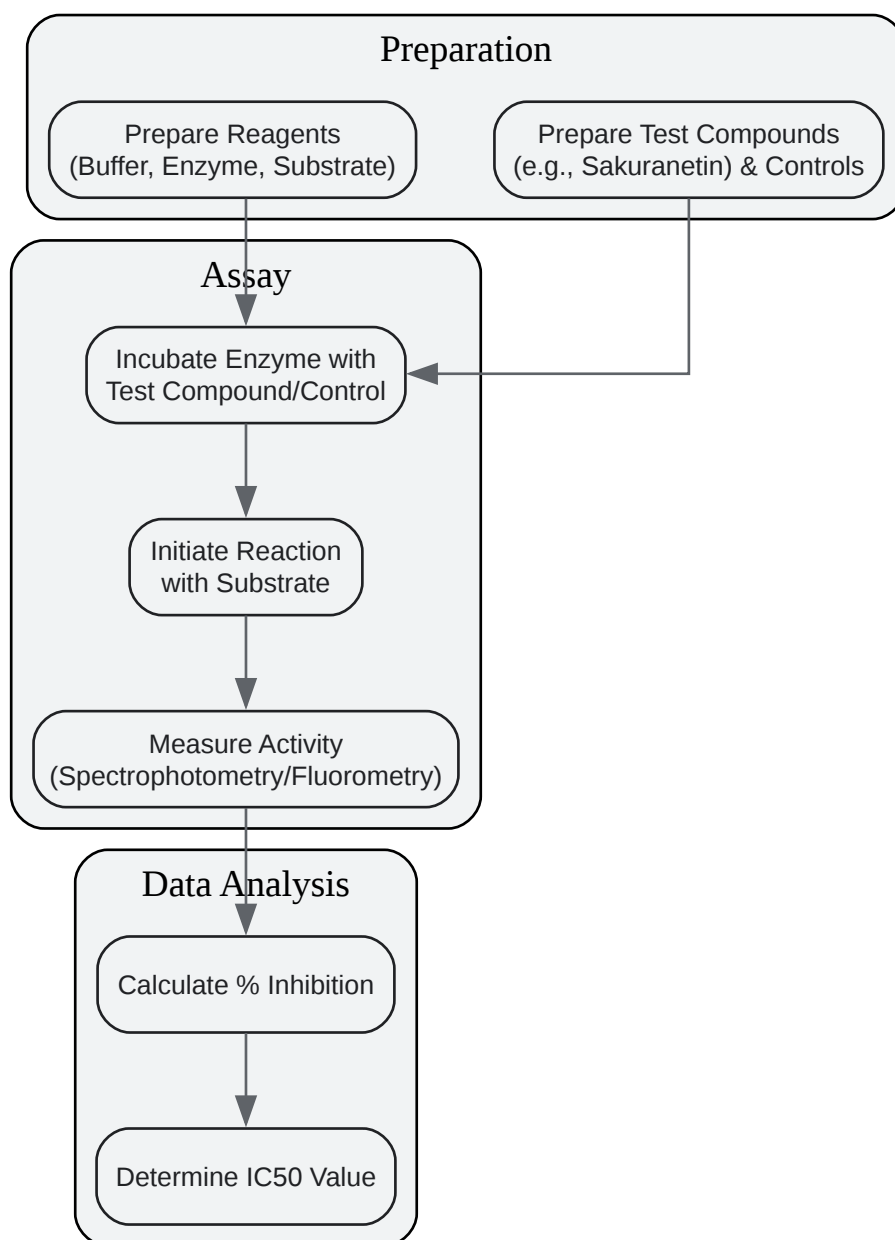 Preparation
Prepare Reagents
(Buffer, Enzyme, Substrate)
Prepare Test Compounds
(e.g., Sakuranetin) & Controls
Assay
Incubate Enzyme with
Test Compound/Control
Initiate Reaction
with Substrate
Measure Activity
(Spectrophotometry/Fluorometry)
Data Analysis
Calculate % Inhibition
Determine IC50 Value